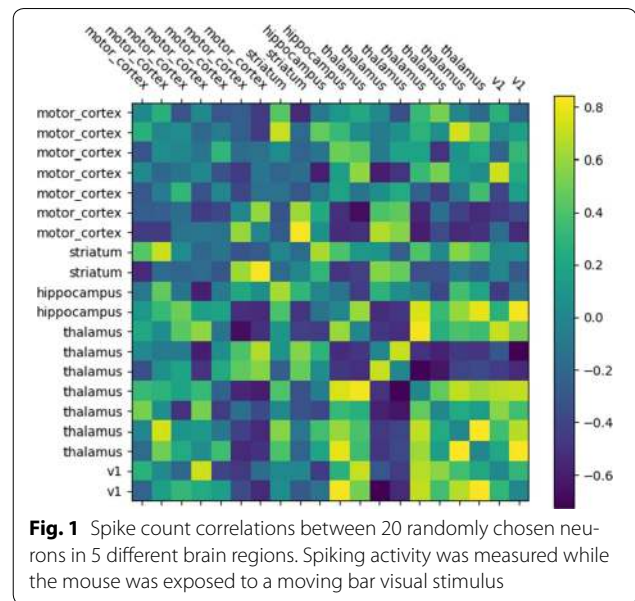 motor_cortex
motor_cortex
motor_cortex
motor_cortex
motor_cortex
motor_cortex
motor_cortex
striatum
striatum
hippocampus
hippocampus
thalamus
thalamus
thalamus
thalamus
thalamus
thalamus
thalamus
v1
v1
motor_cortex
motor_cortex
motor_cortex
motor_cortex
motor_cortex
motor_cortex
motor_cortex
striatum
striatum
hippocampus
hippocampus
thalamus
thalamus
thalamus
thalamus
thalamus
thalamus
thalamus
v1
v1
0.8
0.6
0.4
0.2
0.0
−0.2
−0.4
−0.6
Fig. 1 Spike count correlations between 20 randomly chosen neu-
rons in 5 different brain regions. Spiking activity was measured while
the mouse was exposed to a moving bar visual stimulus